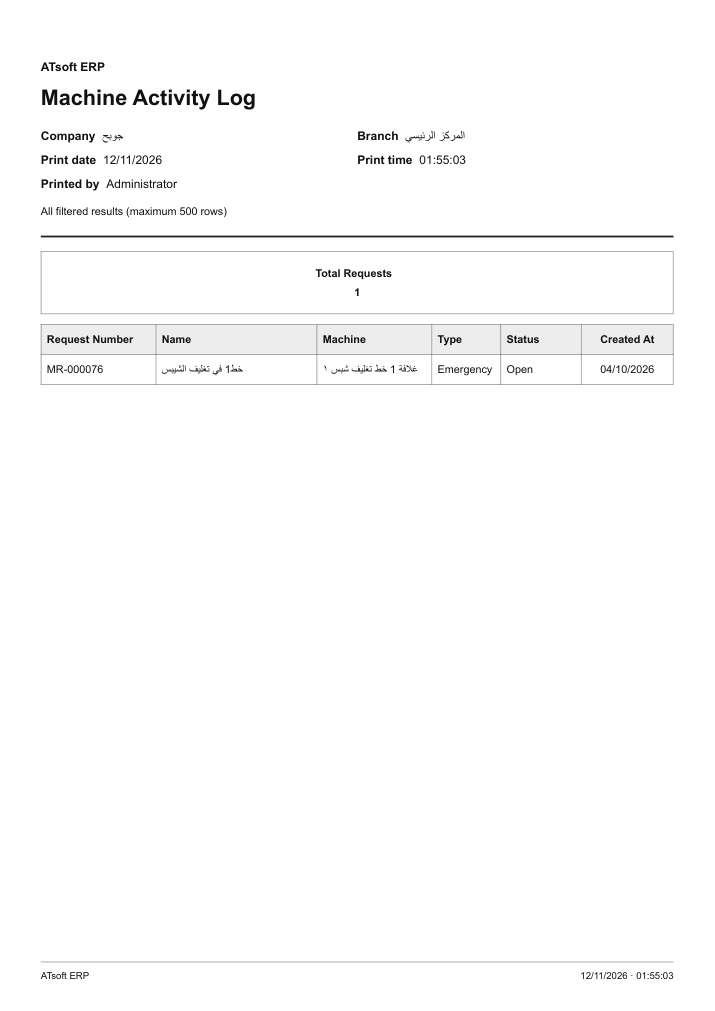 ATsoft ERP
Machine Activity Log
Company جوبح
Branch المركز الرئيسي
Print date 12/11/2026
Print time 01:55:03
Printed by Administrator
All filtered results (maximum 500 rows)
Total Requests
1
Request Number Name Machine Type Status Created At
MR-000076 خط1 في تغليف الشيبس غلافة 1 خط تغليف شبس ١ Emergency Open 04/10/2026
ATsoft ERP
12/11/2026 · 01:55:03